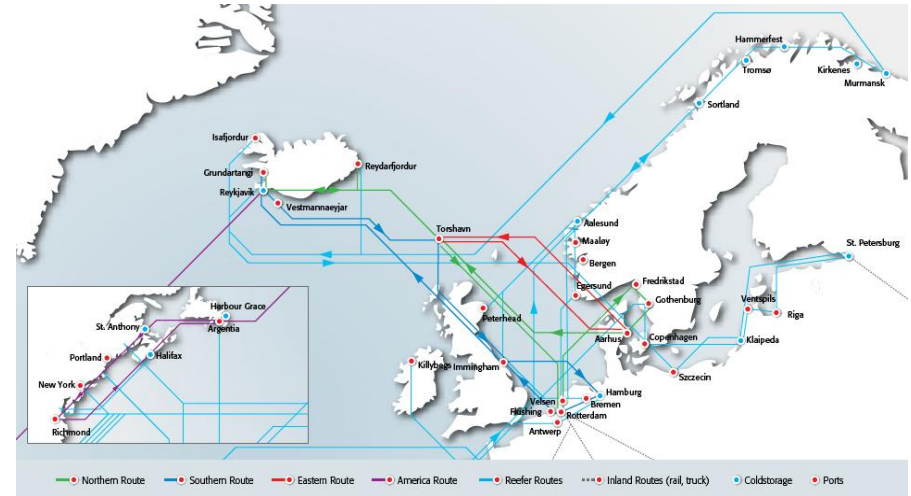 Hammerfest
Tromsø
Kirkenes
Murmansk
Sortland
Isafjordur
Grundartangi
Reykjavik
Vestmannaeyjar
Reydarfjordur
Torshavn
Aalesund
Maaløy
Bergen
Egersund
Fredrikstad
Gothenburg
St. Petersburg
Ventspils
Riga
Klaipeda
Copenhagen
Aarhus
Szczecin
Peterhead
Killybegs
Immingham
Hamburg
Bremen
Velsen
Flushing
Rotterdam
Antwerp
Harbour Grace
St. Anthony
Argentia
Halifax
Portland
New York
Richmond
Northern Route
Southern Route
Eastern Route
America Route
Reefer Routes
Inland Routes (rail, truck)
Coldstorage
Ports